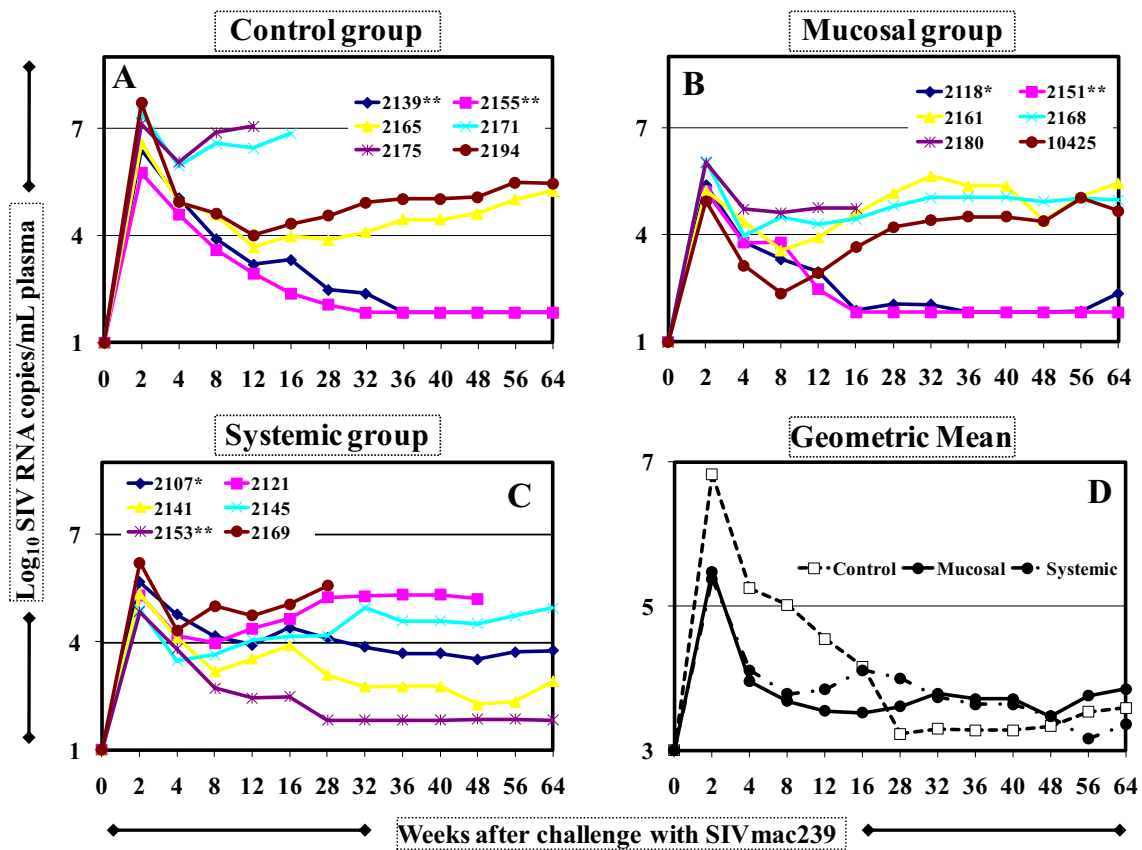 Control group
Mucosal group
A
2139** 2155**
2165 2171
2175 2194
7
4
1
0 2 4 8 12 16 28 32 36 40 48 56 64
B
2118* 2151**
2161 2168
2180 10425
7
4
1
0 2 4 8 12 16 28 32 36 40 48 56 64
Log10 SIV RNA copies/mL plasma
Systemic group
Geometric Mean
C
2107* 2121
2141 2145
2153** 2169
7
4
1
0 2 4 8 12 16 28 32 36 40 48 56 64
D
Control Mucosal Systemic
7
5
3
0 2 4 8 12 16 28 32 36 40 48 56 64
Weeks after challenge with SIVmac239